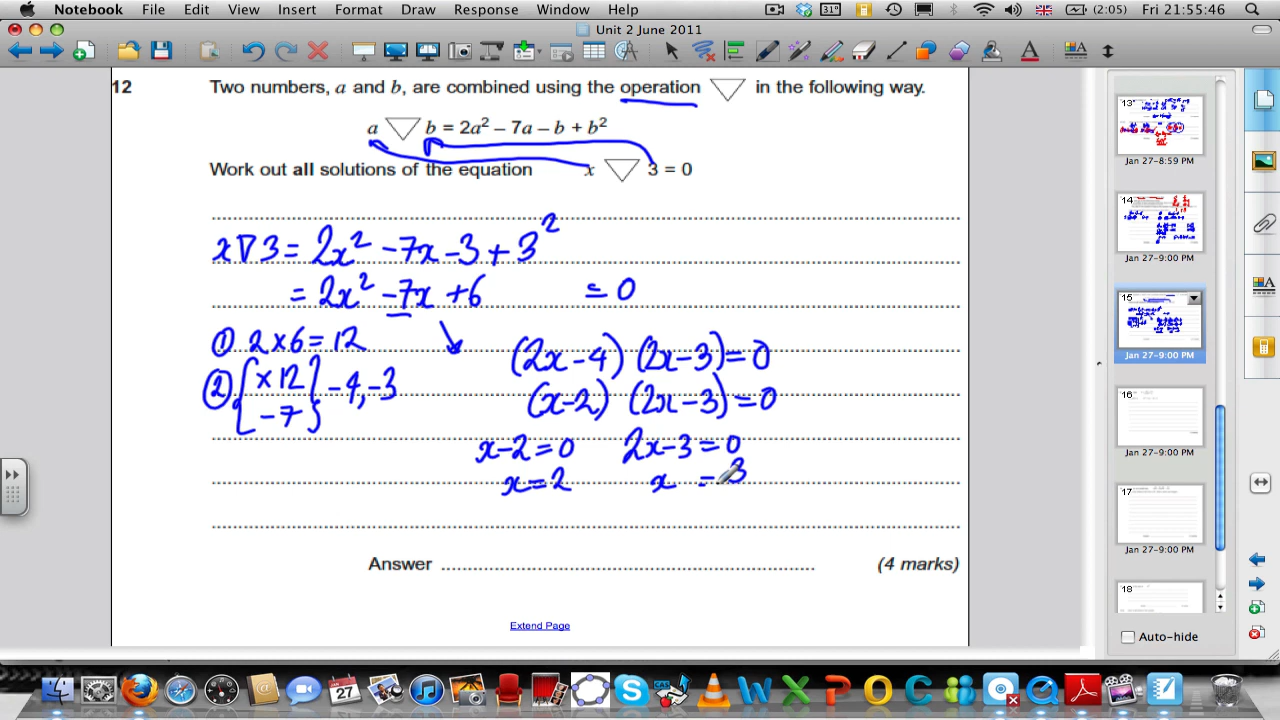 Notebook File Edit View Insert Format Draw Response Window Help 31° (2:05) Fri 21:55:46
Unit 2 June 2011
12 Two numbers, a and b, are combined using the operation ▽ in the following way.
a ▽ b = 2a² – 7a – b + b²
Work out all solutions of the equation x ▽ 3 = 0
x∇3 = 2x² -7x -3 + 3²
= 2x² -7x +6 = 0
① 2 x 6 = 12
② x 12 -4, -3
-7
(2x-4) (2x-3)=0
(x-2) (2x-3)=0
x-2=0 2x-3=0
x=2 x = 3
Answer (4 marks)
Extend Page
13
Jan 27-8:59 PM
14
Jan 27-9:00 PM
15
Jan 27-9:00 PM
16
Jan 27-9:00 PM
17
Jan 27-9:00 PM
18
Auto-hide
JAN
27